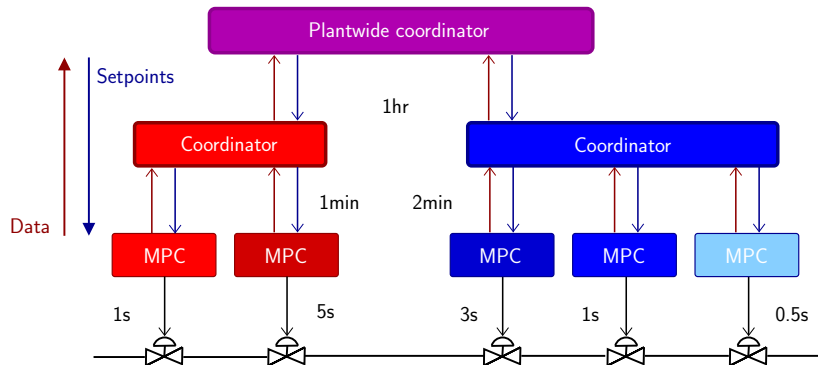 Plantwide coordinator
Setpoints
1hr
Coordinator
Coordinator
1min
2min
Data
MPC
MPC
MPC
MPC
MPC
1s
5s
3s
1s
0.5s